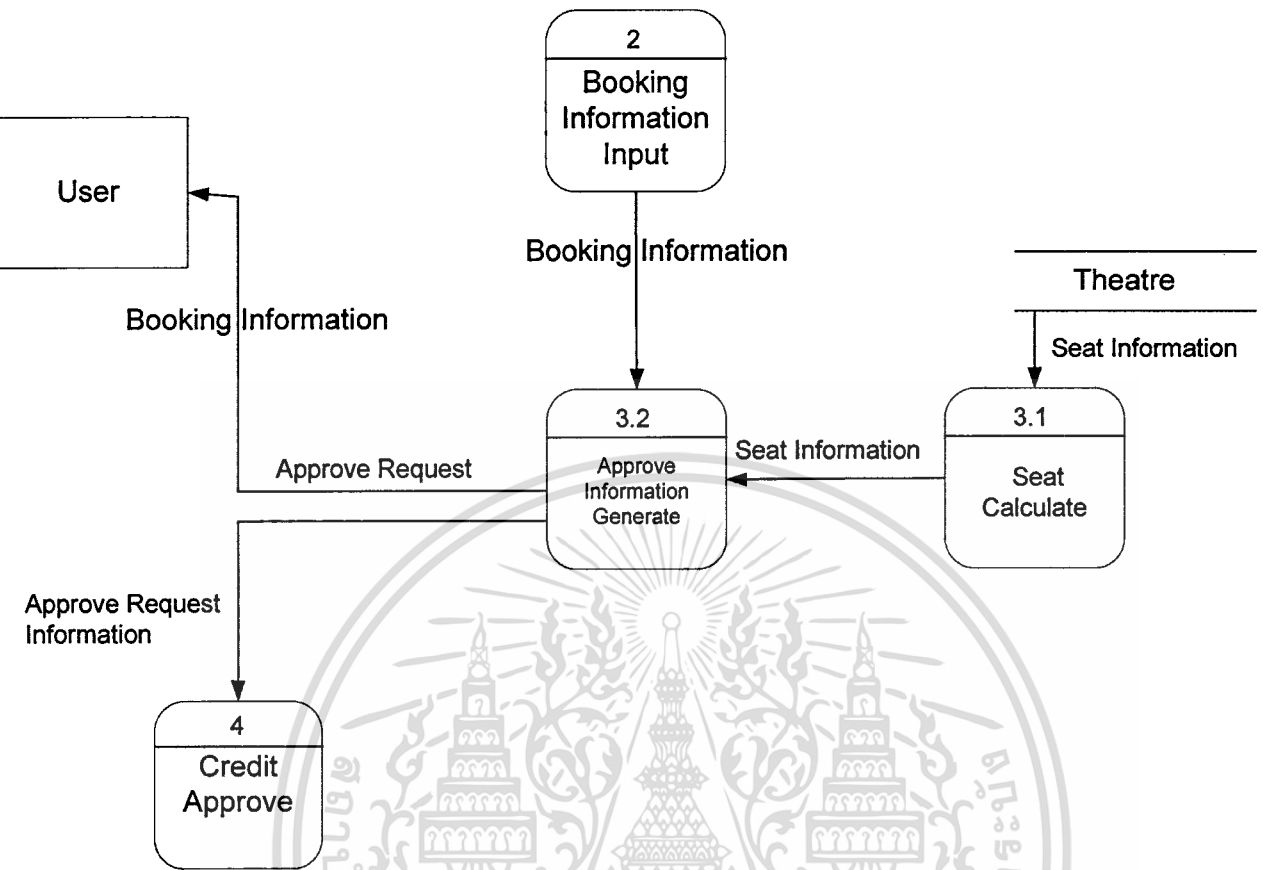 2
Booking
Information
Input
User
Booking Information
Theatre
Booking Information
Seat Information
3.2
3.1
Approve
Information
Generate
Seat Information
Seat
Calculate
Approve Request
Approve Request
Information
4
Credit
Approve